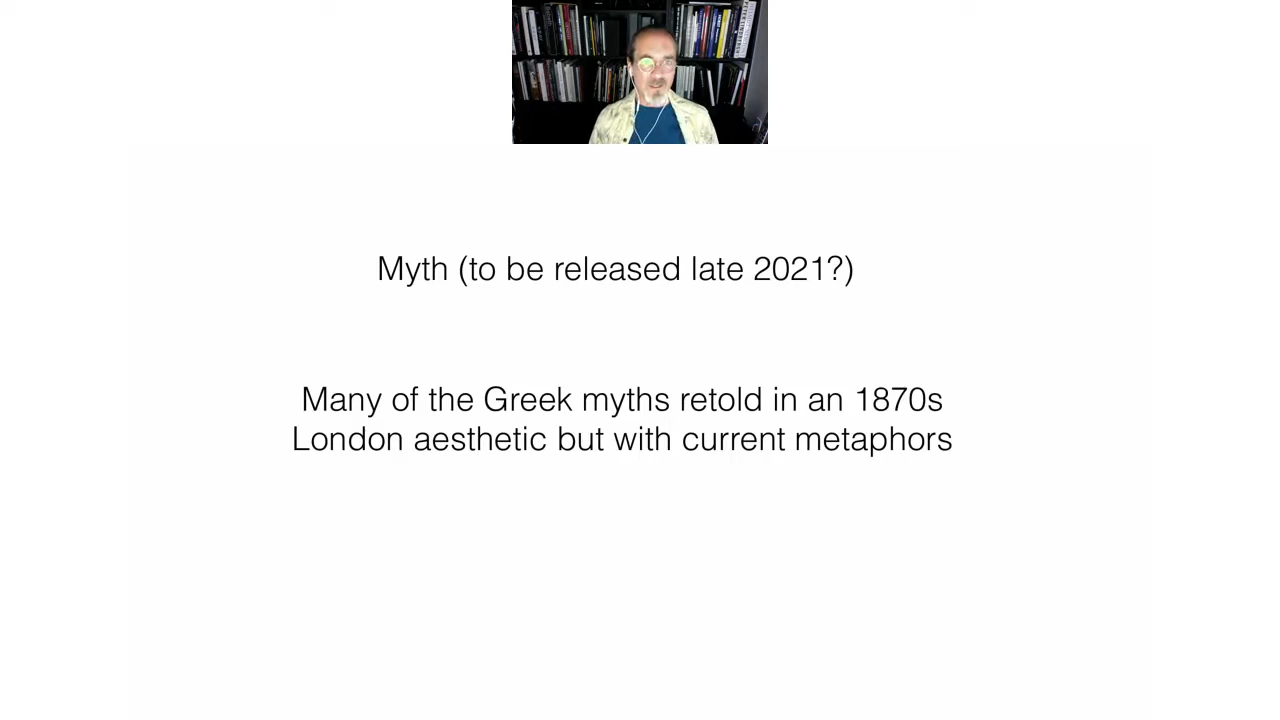 Myth (to be released late 2021?)
Many of the Greek myths retold in an 1870s
London aesthetic but with current metaphors